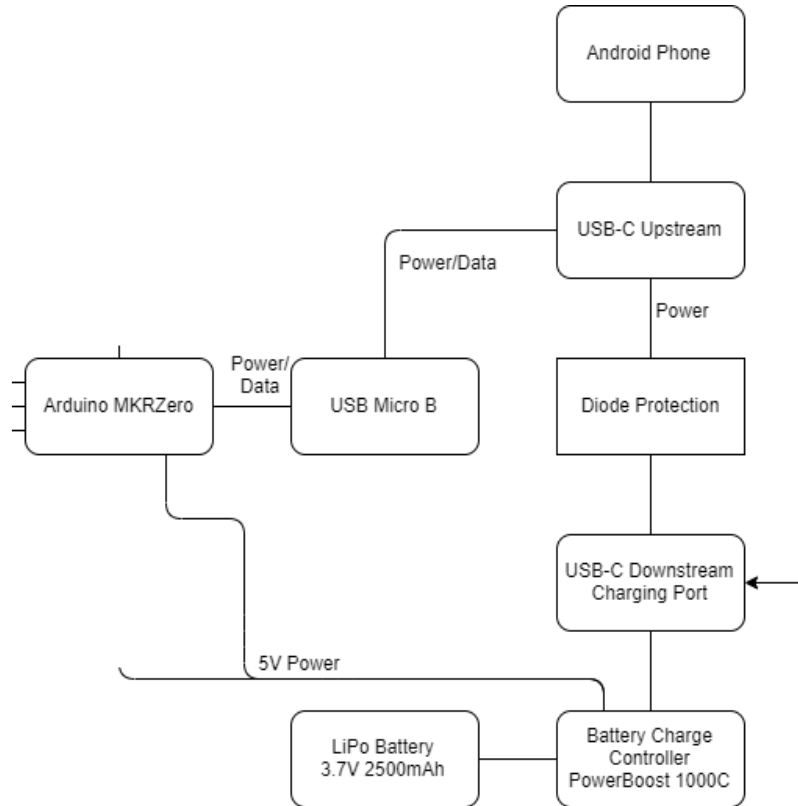 Android Phone
USB-C Upstream
Power/Data
Power
Power/
Data
Arduino MKRZero
USB Micro B
Diode Protection
USB-C Downstream
Charging Port
5V Power
LiPo Battery
3.7V 2500mAh
Battery Charge
Controller
PowerBoost 1000C